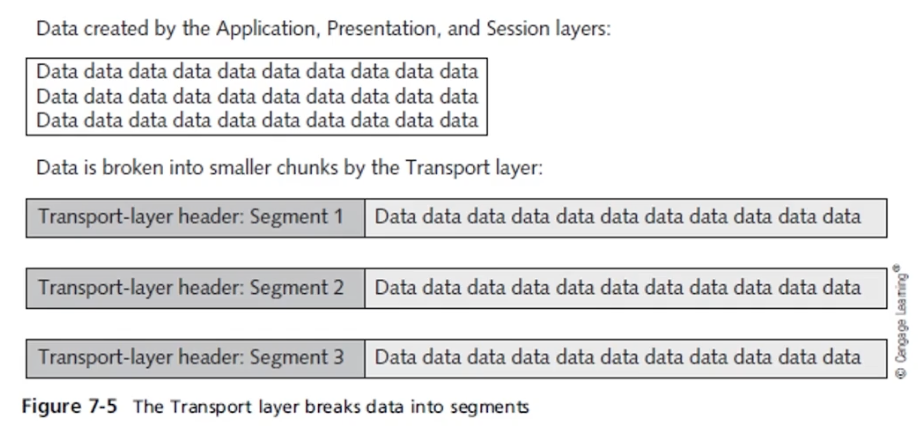 Data created by the Application, Presentation, and Session layers:
Data data data data data data data data data data
Data data data data data data data data data data
Data data data data data data data data data data
Data is broken into smaller chunks by the Transport layer:
Transport-layer header: Segment 1 Data data data data data data data data data data data
Transport-layer header: Segment 2 Data data data data data data data data data data data
Transport-layer header: Segment 3 Data data data data data data data data data data data
© Cengage Learning®
Figure 7-5 The Transport layer breaks data into segments